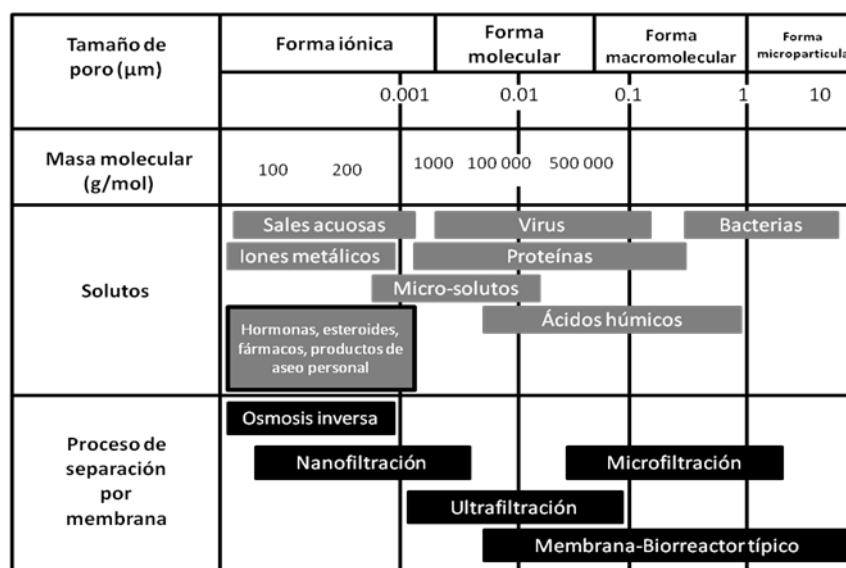 Tamaño de
poro (µm)
Forma iónica
Forma
molecular
Forma
macromolecular
Forma
microparticula
0.001
0.01
0.1
1
10
Masa molecular
(g/mol)
100
200
1000
100 000
500 000
Solutos
Sales acuosas
Virus
Bacterias
Iones metálicos
Proteínas
Micro-solutos
Ácidos húmicos
Hormonas, esteroides,
fármacos, productos de
aseo personal
Proceso de
separación
por
membrana
Osmosis inversa
Nanofiltración
Microfiltración
Ultrafiltración
Membrana-Biorreactor típico